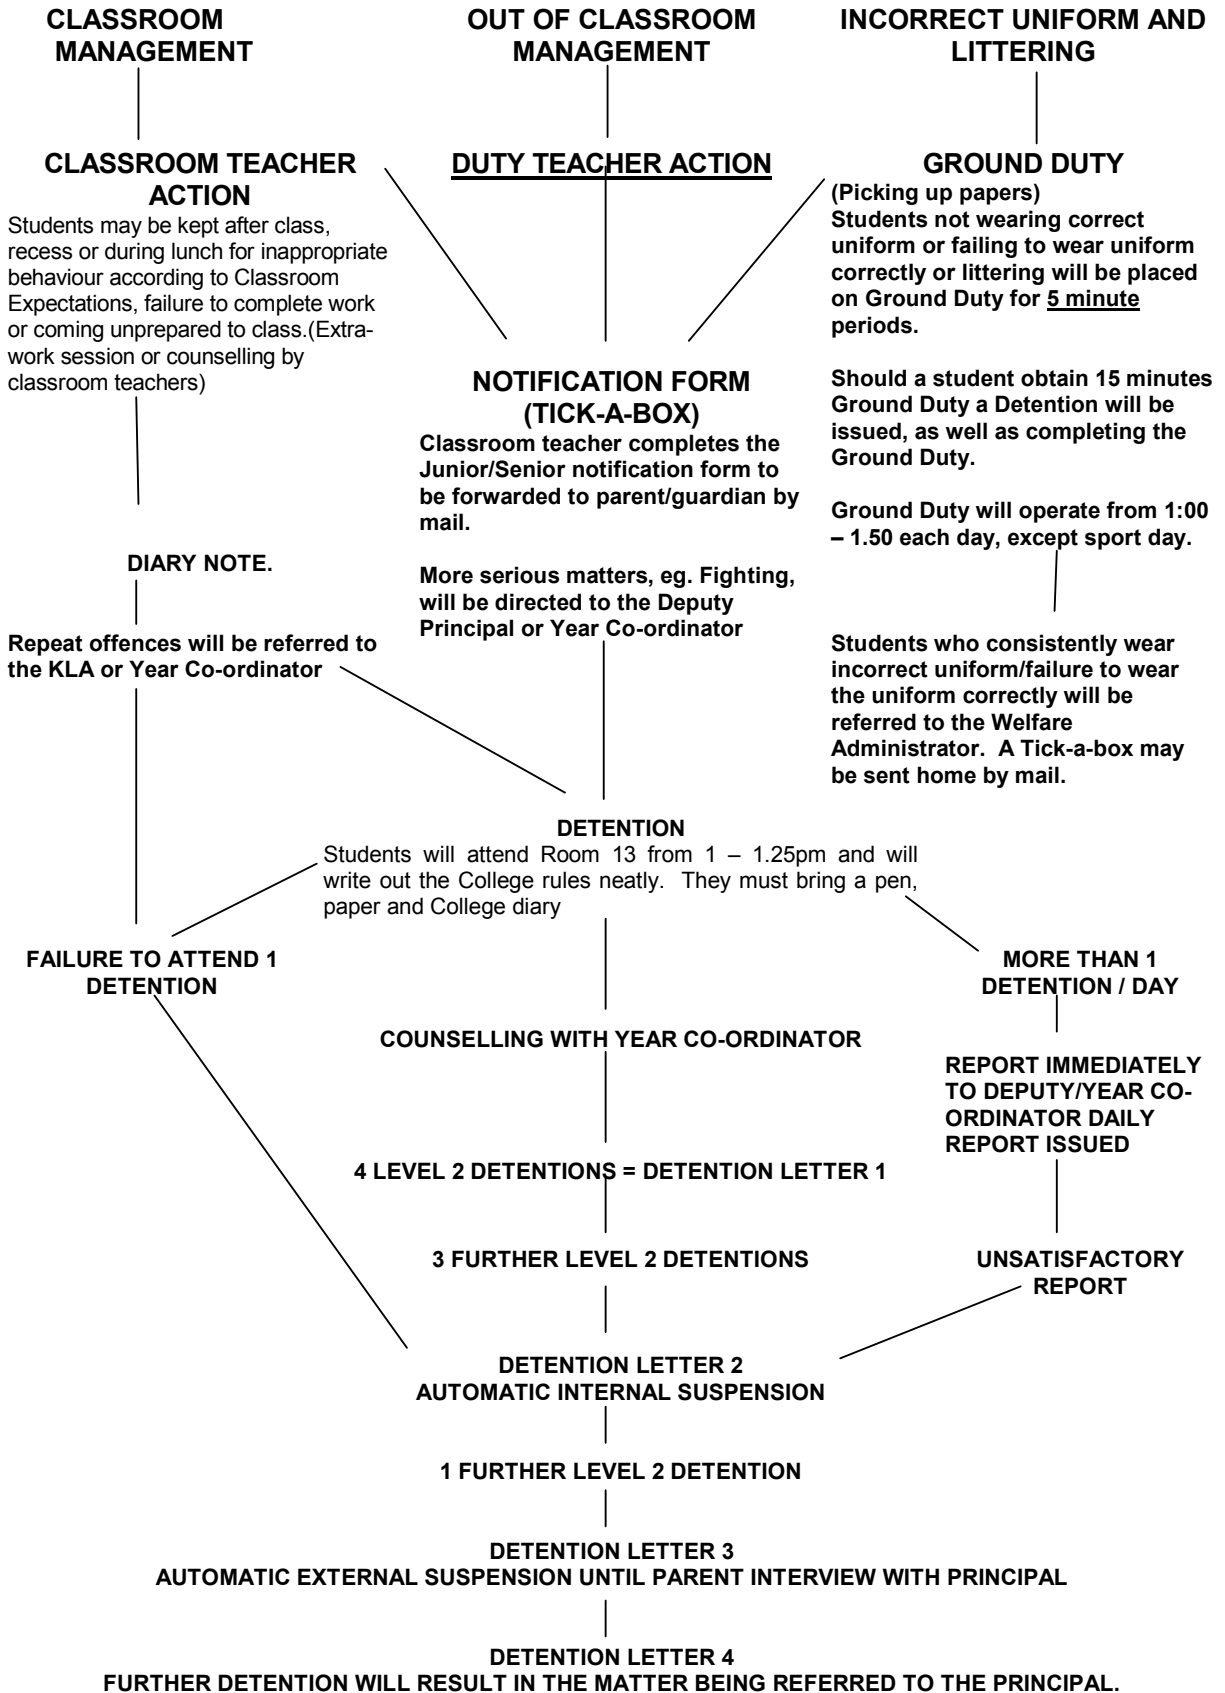 CLASSROOM
MANAGEMENT
OUT OF CLASSROOM
MANAGEMENT
INCORRECT UNIFORM AND
LITTERING
CLASSROOM TEACHER
ACTION
Students may be kept after class,
recess or during lunch for inappropriate
behaviour according to Classroom
Expectations, failure to complete work
or coming unprepared to class.(Extra-
work session or counselling by
classroom teachers)
DUTY TEACHER ACTION
GROUND DUTY
(Picking up papers)
Students not wearing correct
uniform or failing to wear uniform
correctly or littering will be placed
on Ground Duty for 5 minute
periods.
Should a student obtain 15 minutes
Ground Duty a Detention will be
issued, as well as completing the
Ground Duty.
Ground Duty will operate from 1:00
– 1.50 each day, except sport day.
NOTIFICATION FORM
(TICK-A-BOX)
Classroom teacher completes the
Junior/Senior notification form to
be forwarded to parent/guardian by
mail.
More serious matters, eg. Fighting,
will be directed to the Deputy
Principal or Year Co-ordinator
DIARY NOTE.
Repeat offences will be referred to
the KLA or Year Co-ordinator
Students who consistently wear
incorrect uniform/failure to wear
the uniform correctly will be
referred to the Welfare
Administrator. A Tick-a-box may
be sent home by mail.
DETENTION
Students will attend Room 13 from 1 – 1.25pm and will
write out the College rules neatly. They must bring a pen,
paper and College diary
FAILURE TO ATTEND 1
DETENTION
MORE THAN 1
DETENTION / DAY
COUNSELLING WITH YEAR CO-ORDINATOR
REPORT IMMEDIATELY
TO DEPUTY/YEAR CO-
ORDINATOR DAILY
REPORT ISSUED
4 LEVEL 2 DETENTIONS = DETENTION LETTER 1
3 FURTHER LEVEL 2 DETENTIONS
UNSATISFACTORY
REPORT
DETENTION LETTER 2
AUTOMATIC INTERNAL SUSPENSION
1 FURTHER LEVEL 2 DETENTION
DETENTION LETTER 3
AUTOMATIC EXTERNAL SUSPENSION UNTIL PARENT INTERVIEW WITH PRINCIPAL
DETENTION LETTER 4
FURTHER DETENTION WILL RESULT IN THE MATTER BEING REFERRED TO THE PRINCIPAL.